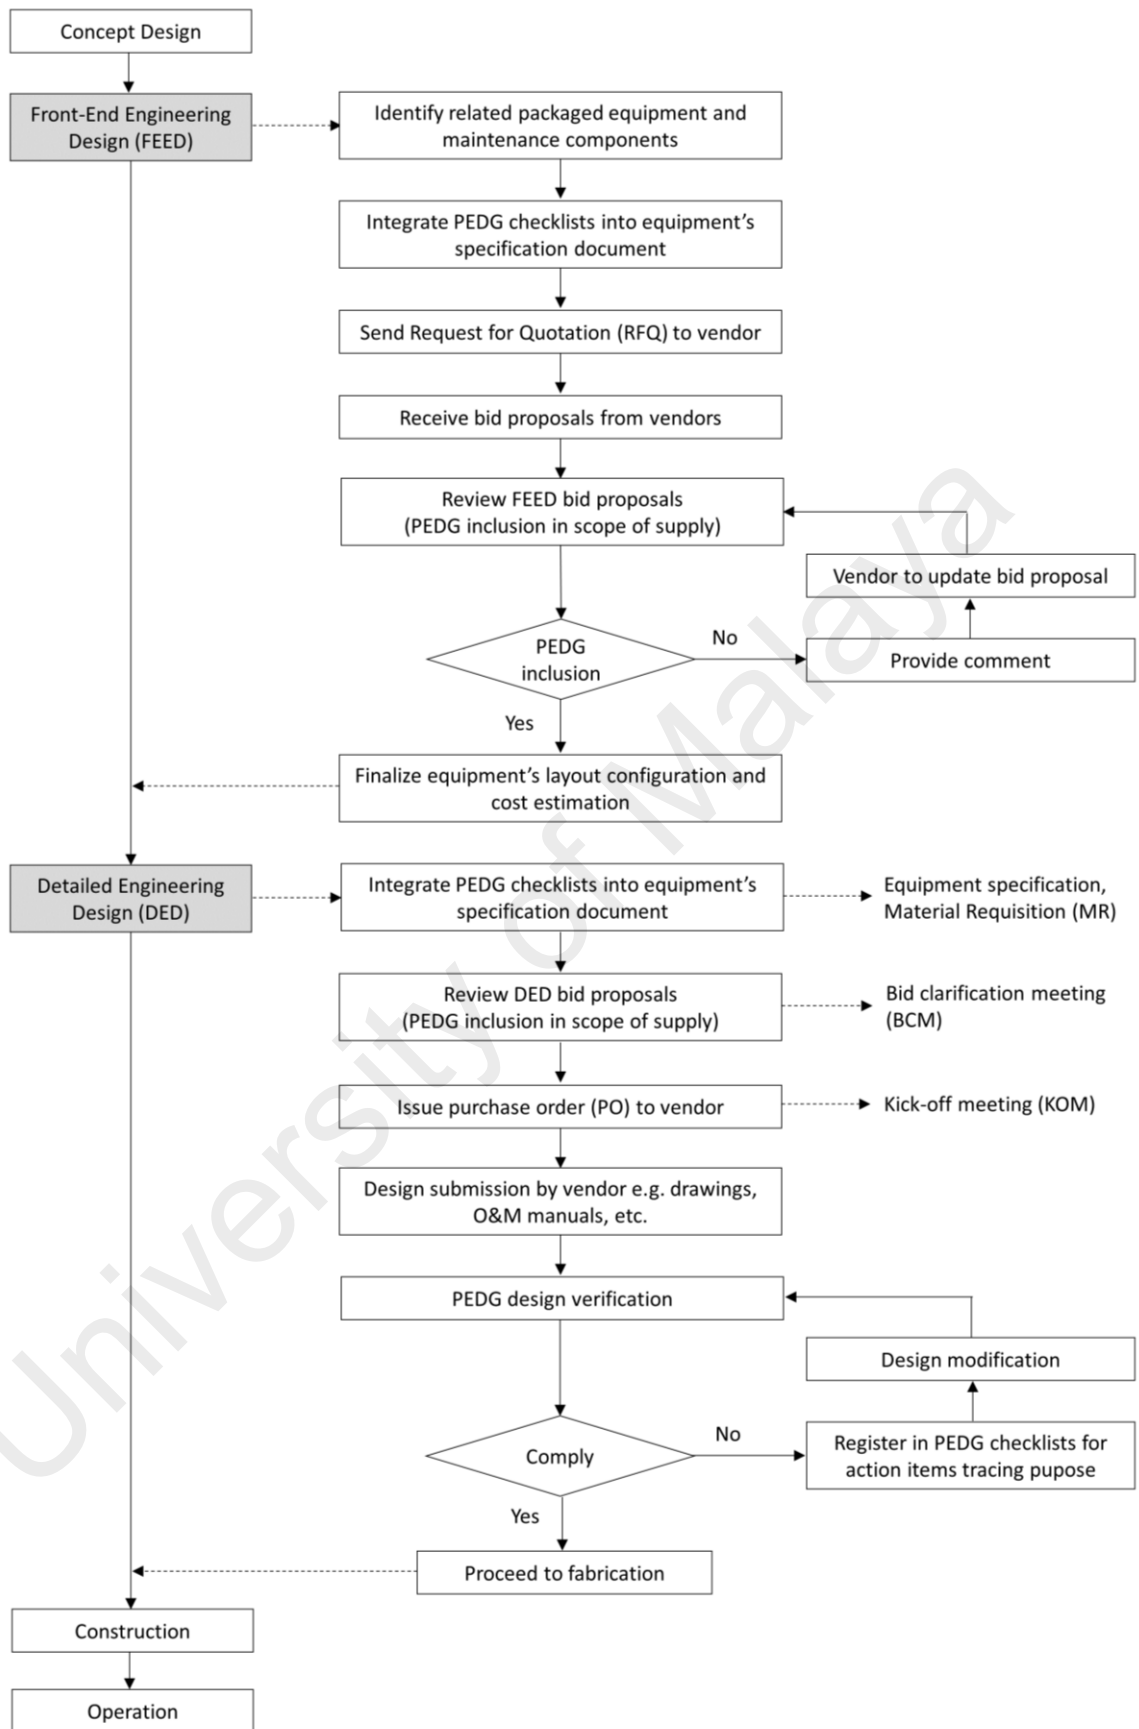 Concept Design
Front-End Engineering
Design (FEED)
Identify related packaged equipment and
maintenance components
Integrate PEDG checklists into equipment’s
specification document
Send Request for Quotation (RFQ) to vendor
Receive bid proposals from vendors
Review FEED bid proposals
(PEDG inclusion in scope of supply)
Vendor to update bid proposal
PEDG
inclusion
No
Provide comment
Yes
Finalize equipment’s layout configuration and
cost estimation
Detailed Engineering
Design (DED)
Integrate PEDG checklists into equipment’s
specification document
Equipment specification,
Material Requisition (MR)
Review DED bid proposals
(PEDG inclusion in scope of supply)
Bid clarification meeting
(BCM)
Issue purchase order (PO) to vendor
Kick-off meeting (KOM)
Design submission by vendor e.g. drawings,
O&M manuals, etc.
PEDG design verification
Design modification
Comply
No
Register in PEDG checklists for
action items tracing pupose
Yes
Proceed to fabrication
Construction
Operation
University of Malaya